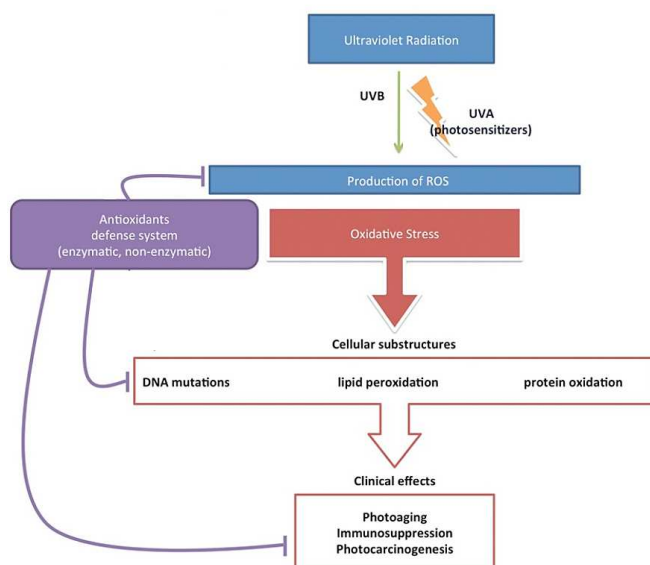 Ultraviolet Radiation
UVB
UVA
(photosensitizers)
Production of ROS
Antioxidants
defense system
(enzymatic, non-enzymatic)
Oxidative Stress
Cellular substructures
DNA mutations lipid peroxidation protein oxidation
Clinical effects
Photoaging
Immunosuppression
Photocarcinogenesis